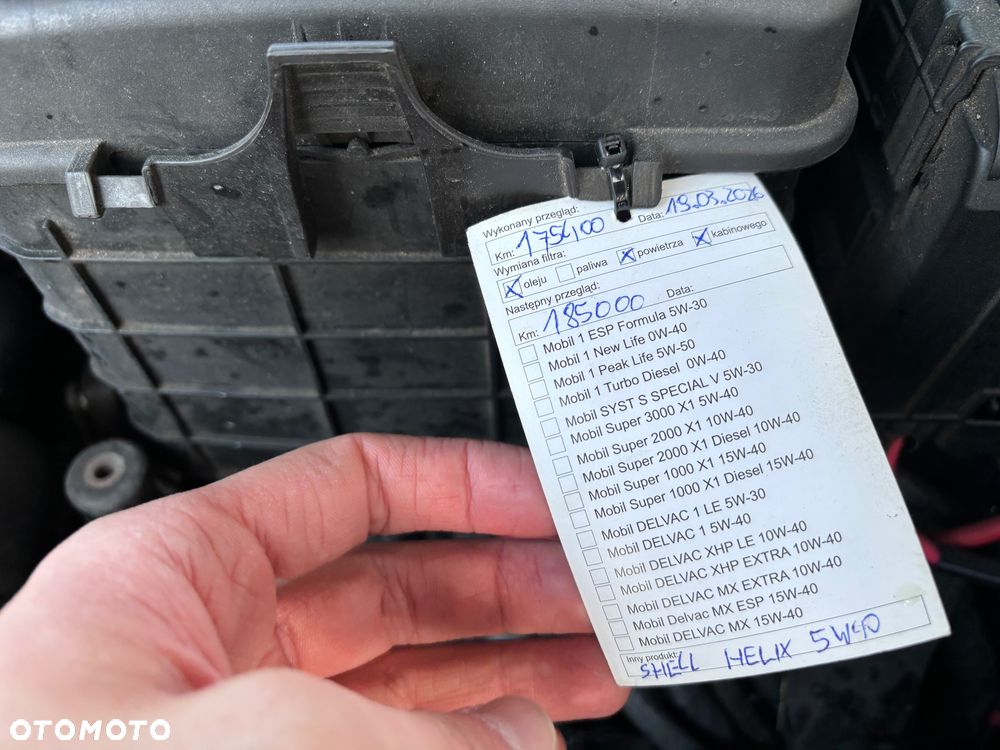 Wykonany przegląd:
Km: 175400 Data: 19.03.2026
Wymiana filtra:
oleju paliwa powietrza kabinowego
Następny przegląd:
Km: 185000 Data:
Mobil 1 ESP Formula 5W-30
Mobil 1 New Life 0W-40
Mobil 1 Peak Life 5W-50
Mobil 1 Turbo Diesel 0W-40
Mobil SYST S SPECIAL V 5W-30
Mobil Super 3000 X1 5W-40
Mobil Super 2000 X1 10W-40
Mobil Super 2000 X1 Diesel 10W-40
Mobil Super 1000 X1 15W-40
Mobil Super 1000 X1 Diesel 15W-40
Mobil DELVAC 1 LE 5W-30
Mobil DELVAC 1 5W-40
Mobil DELVAC XHP LE 10W-40
Mobil DELVAC XHP EXTRA 10W-40
Mobil DELVAC MX EXTRA 10W-40
Mobil Delvac MX ESP 15W-40
Mobil DELVAC MX 15W-40
Inny produkt:
SHELL HELIX 5W40
OTOMOTO